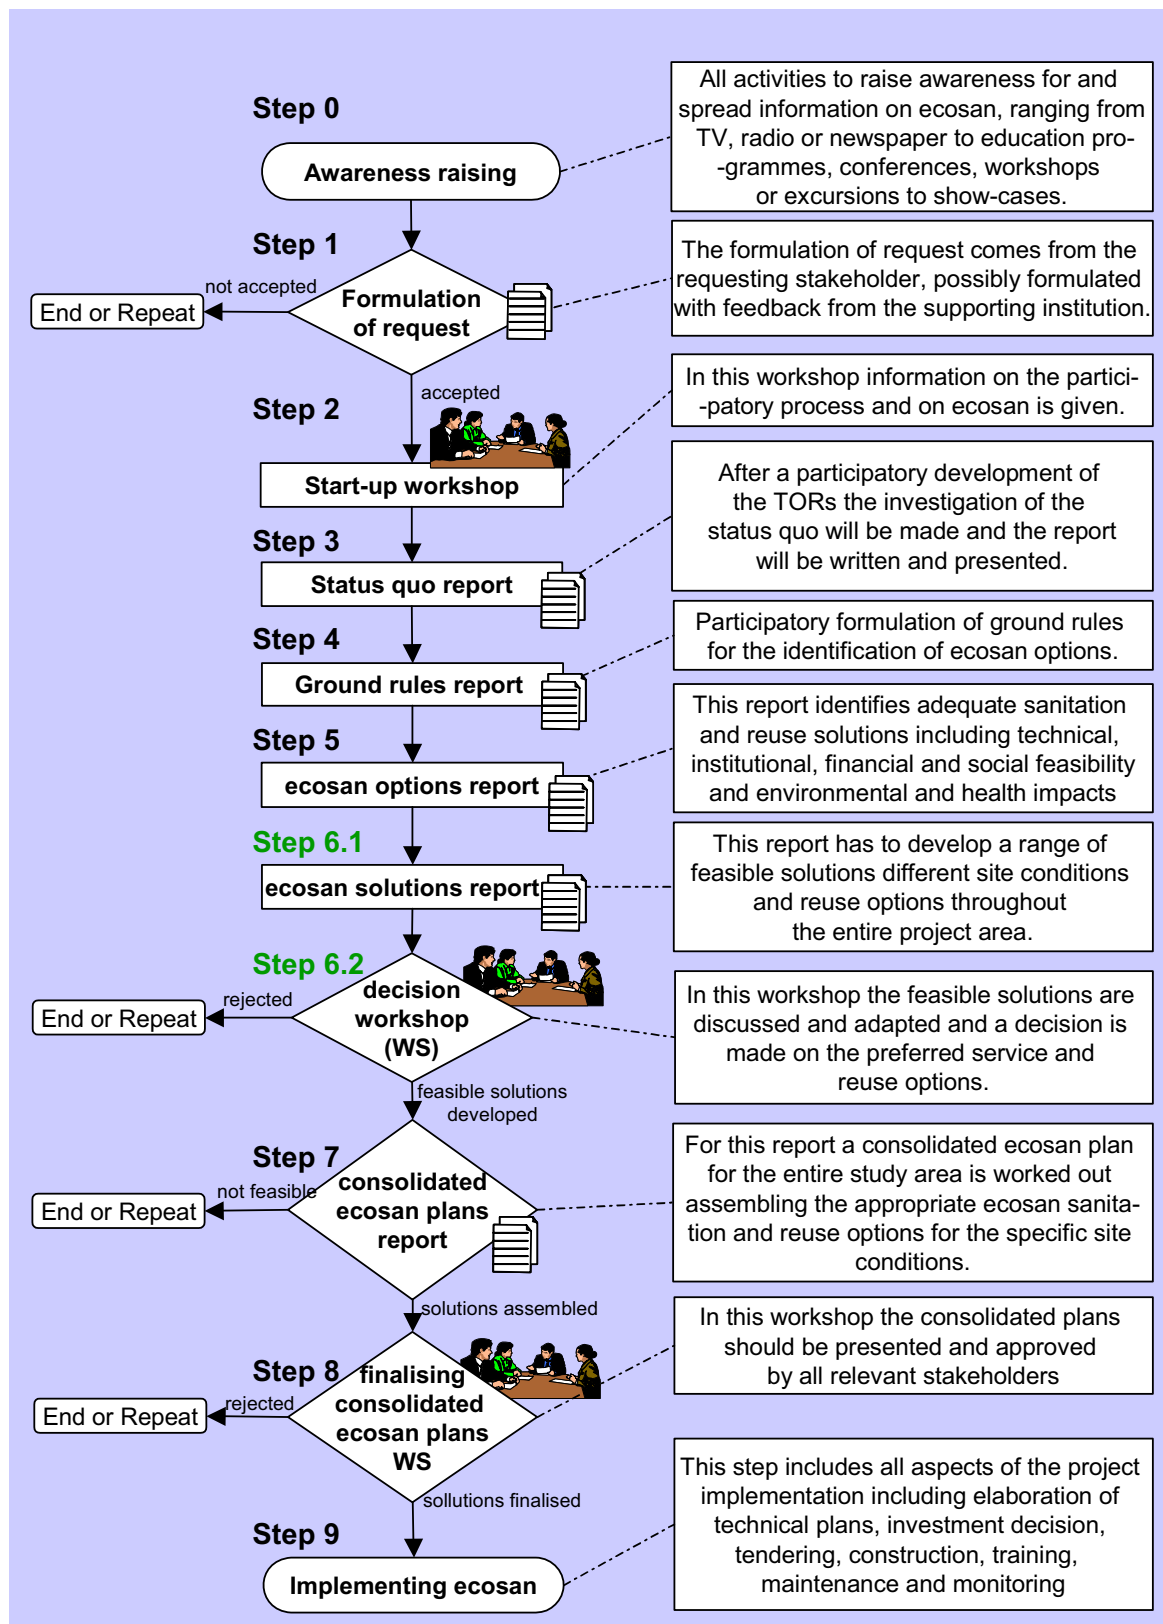 Step 0
Awareness raising
All activities to raise awareness for and
spread information on ecosan, ranging from
TV, radio or newspaper to education pro-
-grammes, conferences, workshops
or excursions to show-cases.
Step 1
not accepted
End or Repeat
Formulation
of request
The formulation of request comes from the
requesting stakeholder, possibly formulated
with feedback from the supporting institution.
accepted
Step 2
Start-up workshop
In this workshop information on the partici-
-patory process and on ecosan is given.
Step 3
Status quo report
After a participatory development of
the TORs the investigation of the
status quo will be made and the report
will be written and presented.
Step 4
Ground rules report
Participatory formulation of ground rules
for the identification of ecosan options.
Step 5
ecosan options report
This report identifies adequate sanitation
and reuse solutions including technical,
institutional, financial and social feasibility
and environmental and health impacts
Step 6.1
ecosan solutions report
This report has to develop a range of
feasible solutions different site conditions
and reuse options throughout
the entire project area.
Step 6.2
rejected
End or Repeat
decision
workshop
(WS)
In this workshop the feasible solutions are
discussed and adapted and a decision is
made on the preferred service and
reuse options.
feasible solutions
developed
Step 7
not feasible
End or Repeat
consolidated
ecosan plans
report
For this report a consolidated ecosan plan
for the entire study area is worked out
assembling the appropriate ecosan sanita-
tion and reuse options for the specific site
conditions.
solutions assembled
Step 8
rejected
End or Repeat
finalising
consolidated
ecosan plans
WS
In this workshop the consolidated plans
should be presented and approved
by all relevant stakeholders
sollutions finalised
Step 9
Implementing ecosan
This step includes all aspects of the project
implementation including elaboration of
technical plans, investment decision,
tendering, construction, training,
maintenance and monitoring